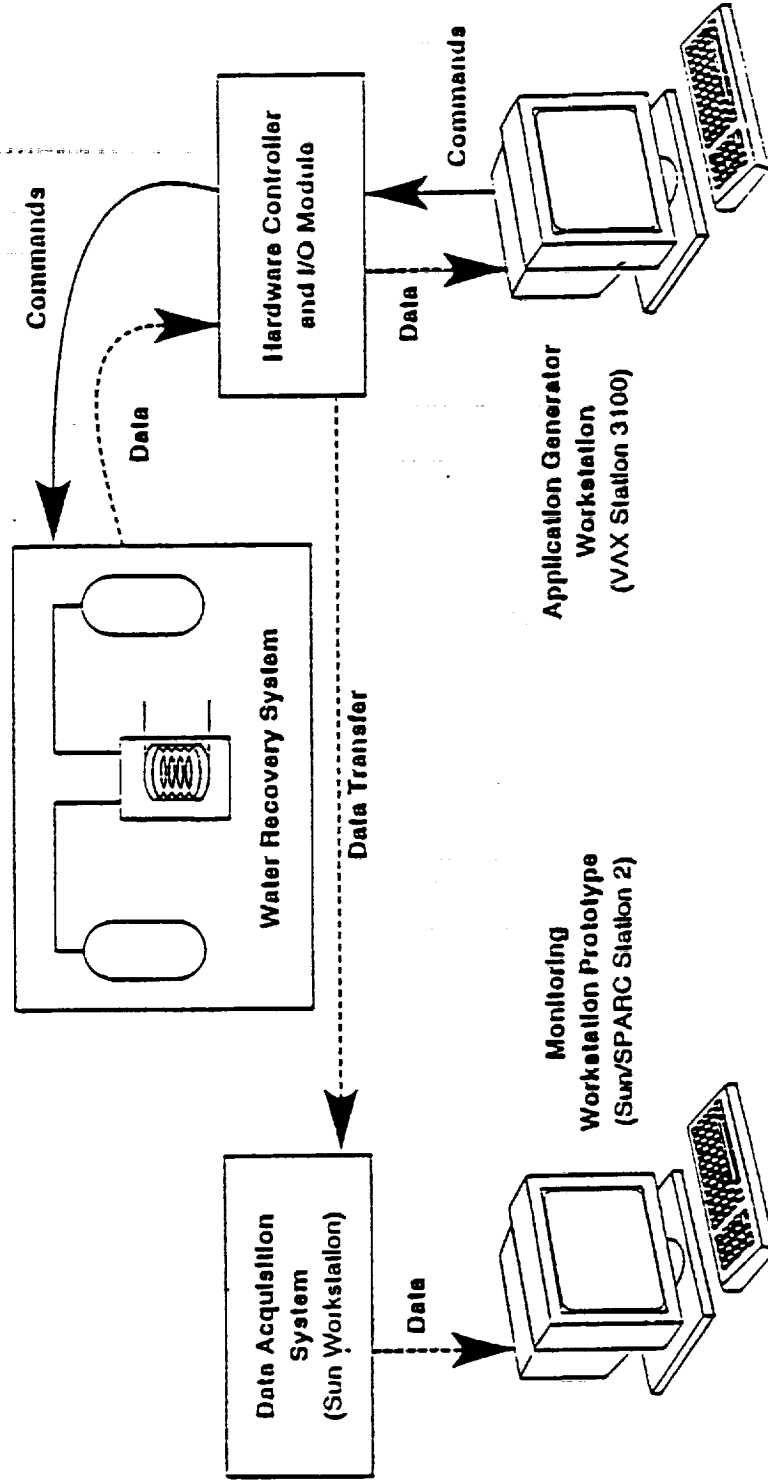 Water Recovery System
Data
Commands
Data Acquisition
System
(Sun Workstation)
Data Transfer
Hardware Controller
and I/O Module
Data
Data
Commands
Monitoring
Workstation Prototype
(Sun/SPARC Station 2)
Application Generator
Workstation
(VAX Station 3100)